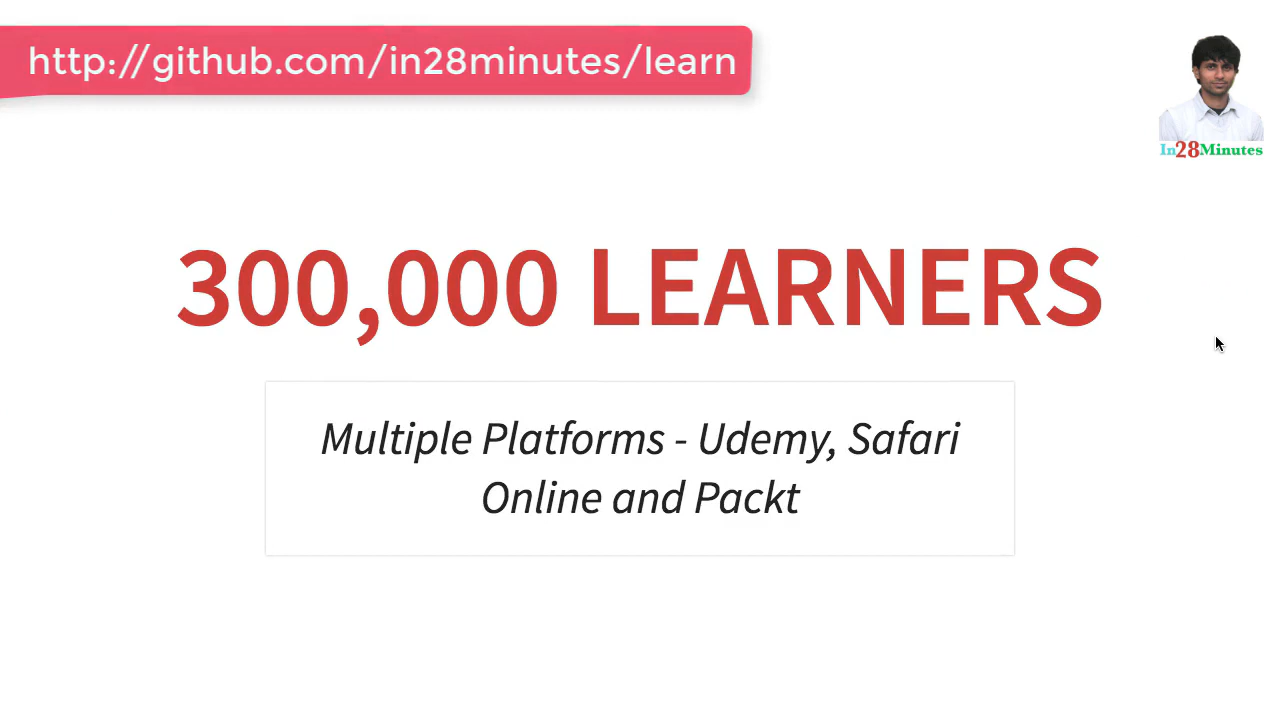 http://github.com/in28minutes/learn
In28Minutes
300,000 LEARNERS
Multiple Platforms - Udemy, Safari
Online and Packt